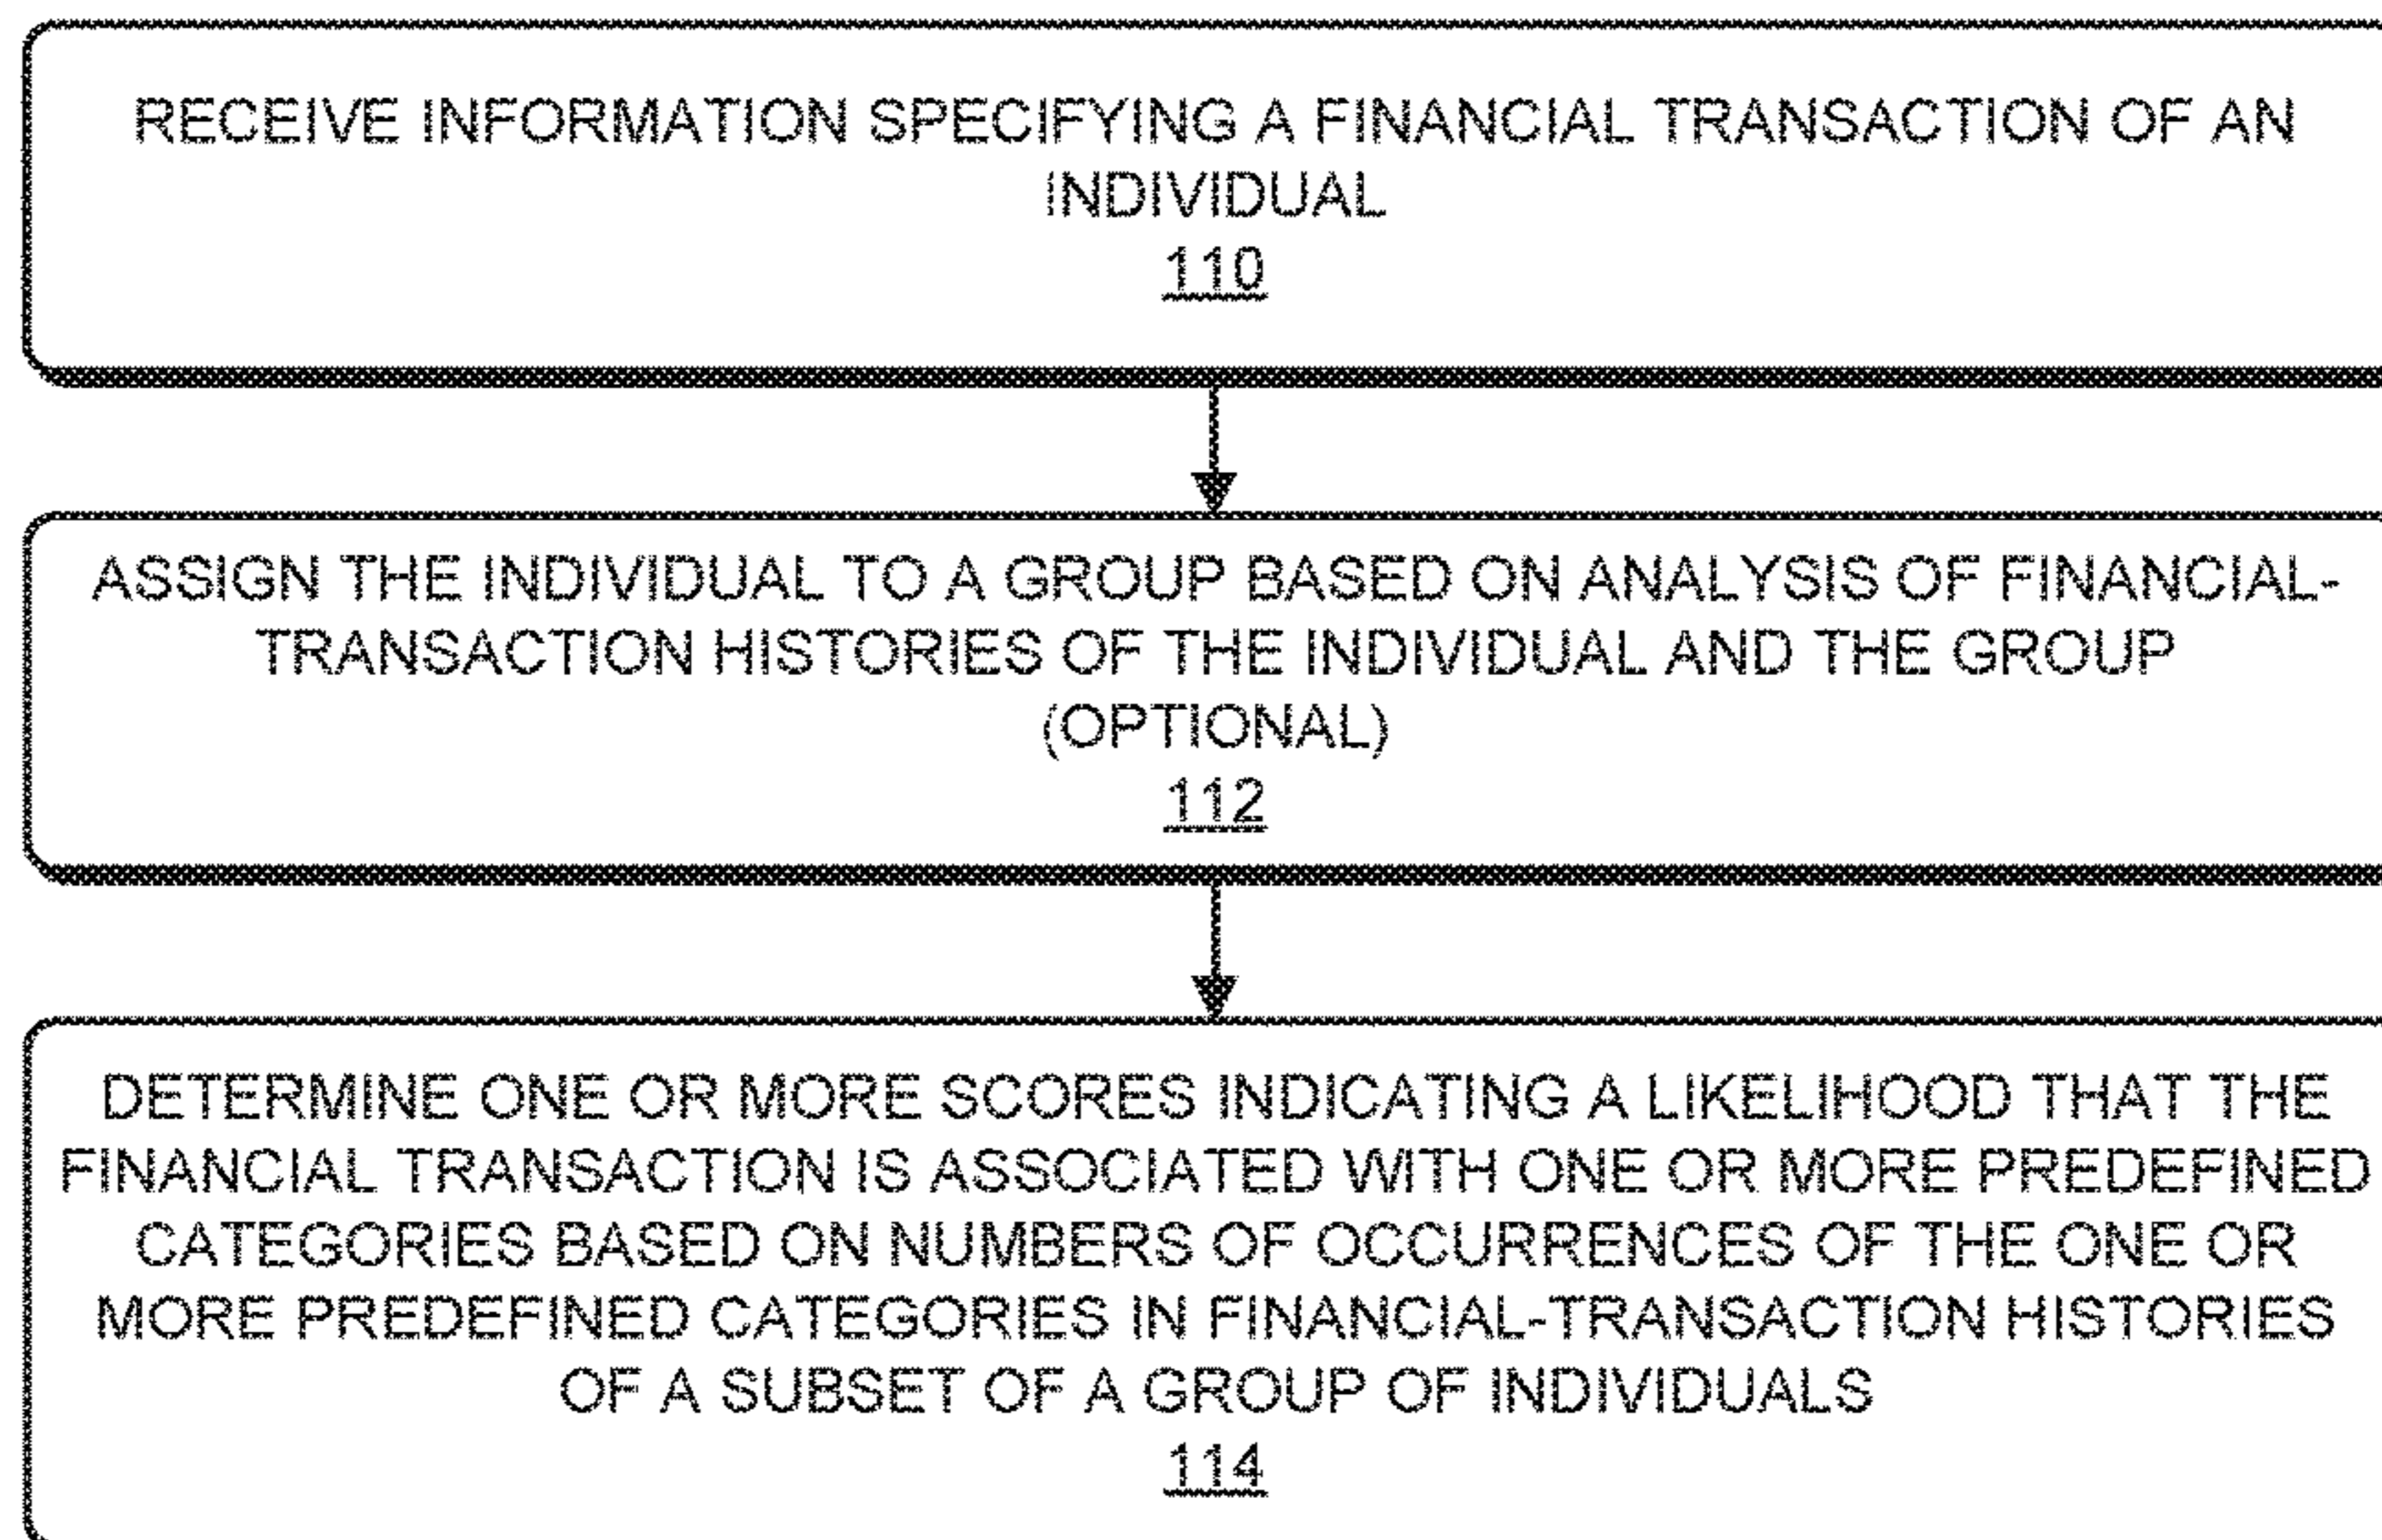 RECEIVE INFORMATION SPECIFYING A FINANCIAL TRANSACTION OF AN
INDIVIDUAL
110
ASSIGN THE INDIVIDUAL TO A GROUP BASED ON ANALYSIS OF FINANCIAL-
TRANSACTION HISTORIES OF THE INDIVIDUAL AND THE GROUP
(OPTIONAL)
112
DETERMINE ONE OR MORE SCORES INDICATING A LIKELIHOOD THAT THE
FINANCIAL TRANSACTION IS ASSOCIATED WITH ONE OR MORE PREDEFINED
CATEGORIES BASED ON NUMBERS OF OCCURRENCES OF THE ONE OR
MORE PREDEFINED CATEGORIES IN FINANCIAL-TRANSACTION HISTORIES
OF A SUBSET OF A GROUP OF INDIVIDUALS
114